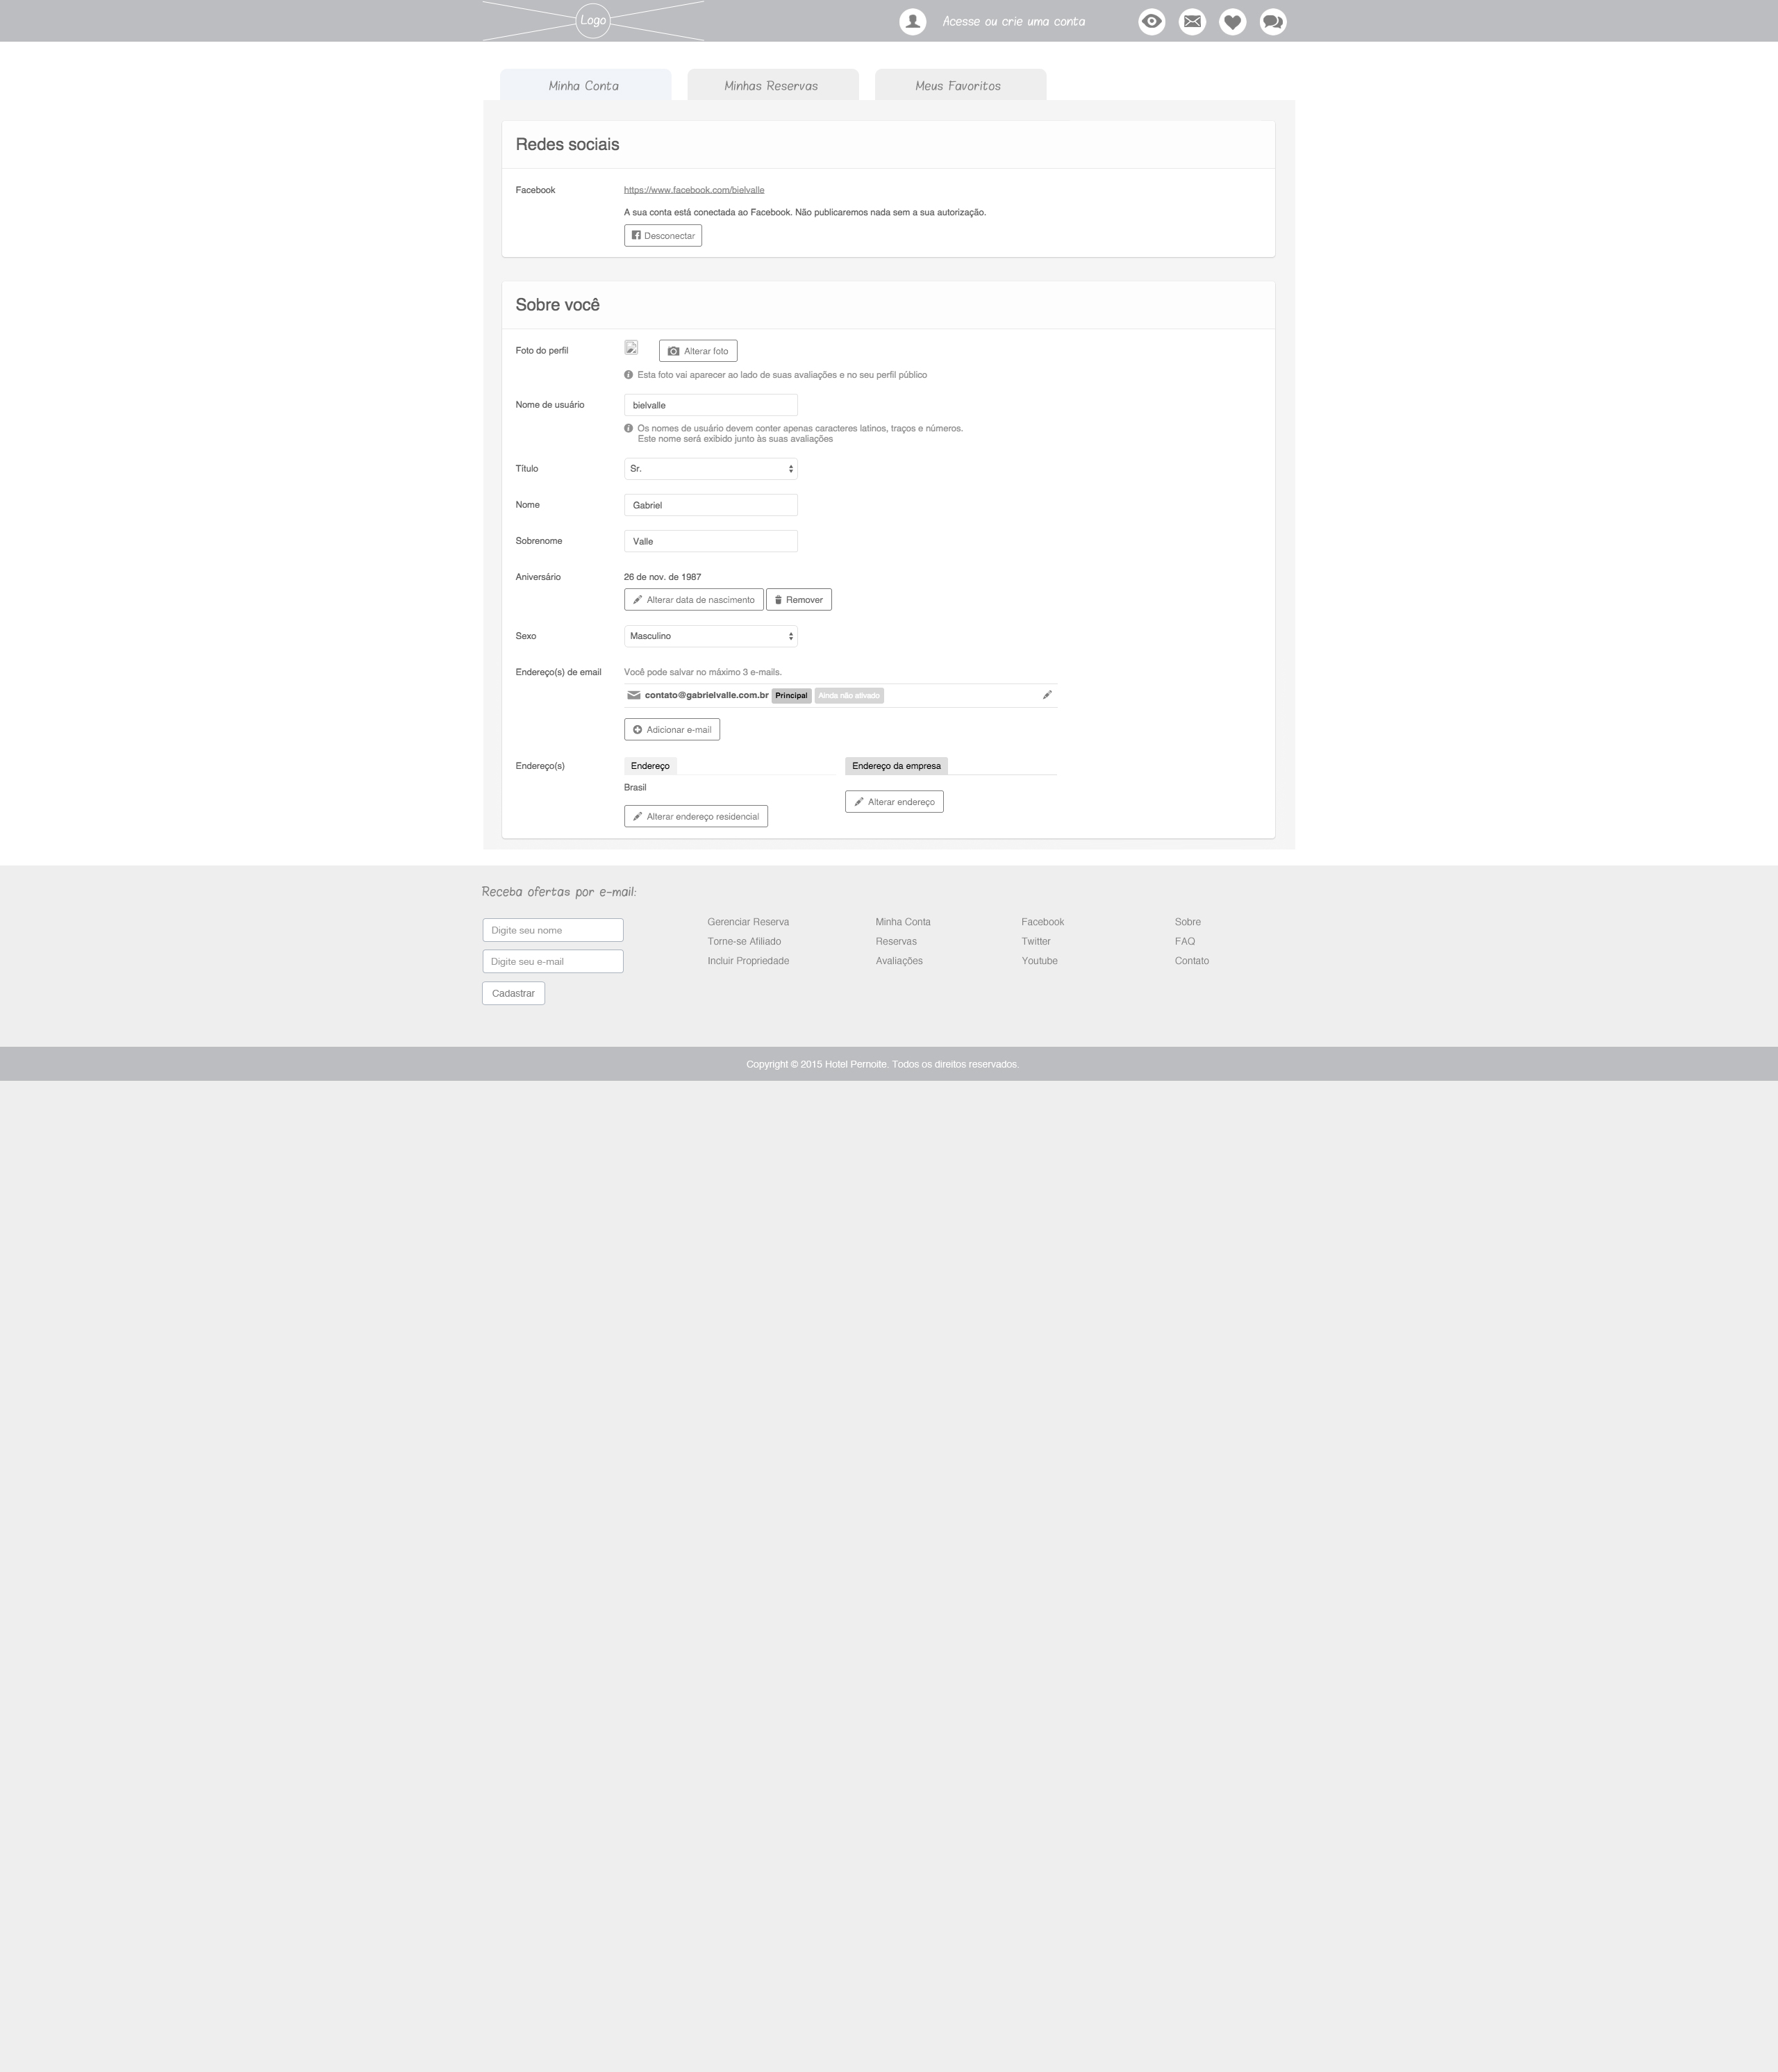 Logo
Acesse ou crie uma conta
Minha Conta
Minhas Reservas
Meus Favoritos
Redes sociais
Facebook
https://www.facebook.com/bielvalle
A sua conta está conectada ao Facebook. Não publicaremos nada sem a sua autorização.
Desconectar
Sobre você
Foto do perfil
Alterar foto
Esta foto vai aparecer ao lado de suas avaliações e no seu perfil público
Nome de usuário
bielvalle
Os nomes de usuário devem conter apenas caracteres latinos, traços e números.
Este nome será exibido junto às suas avaliações
Título
Sr.
Nome
Gabriel
Sobrenome
Valle
Aniversário
26 de nov. de 1987
Alterar data de nascimento
Remover
Sexo
Masculino
Endereço(s) de email
Você pode salvar no máximo 3 e-mails.
contato@gabrielvalle.com.br
Principal
Ainda não ativado
Adicionar e-mail
Endereço(s)
Endereço
Endereço da empresa
Brasil
Alterar endereço
Alterar endereço residencial
Receba ofertas por e-mail:
Digite seu nome
Digite seu e-mail
Cadastrar
Gerenciar Reserva
Torne-se Afiliado
Incluir Propriedade
Minha Conta
Reservas
Avaliações
Facebook
Twitter
Youtube
Sobre
FAQ
Contato
Copyright © 2015 Hotel Pernoite. Todos os direitos reservados.